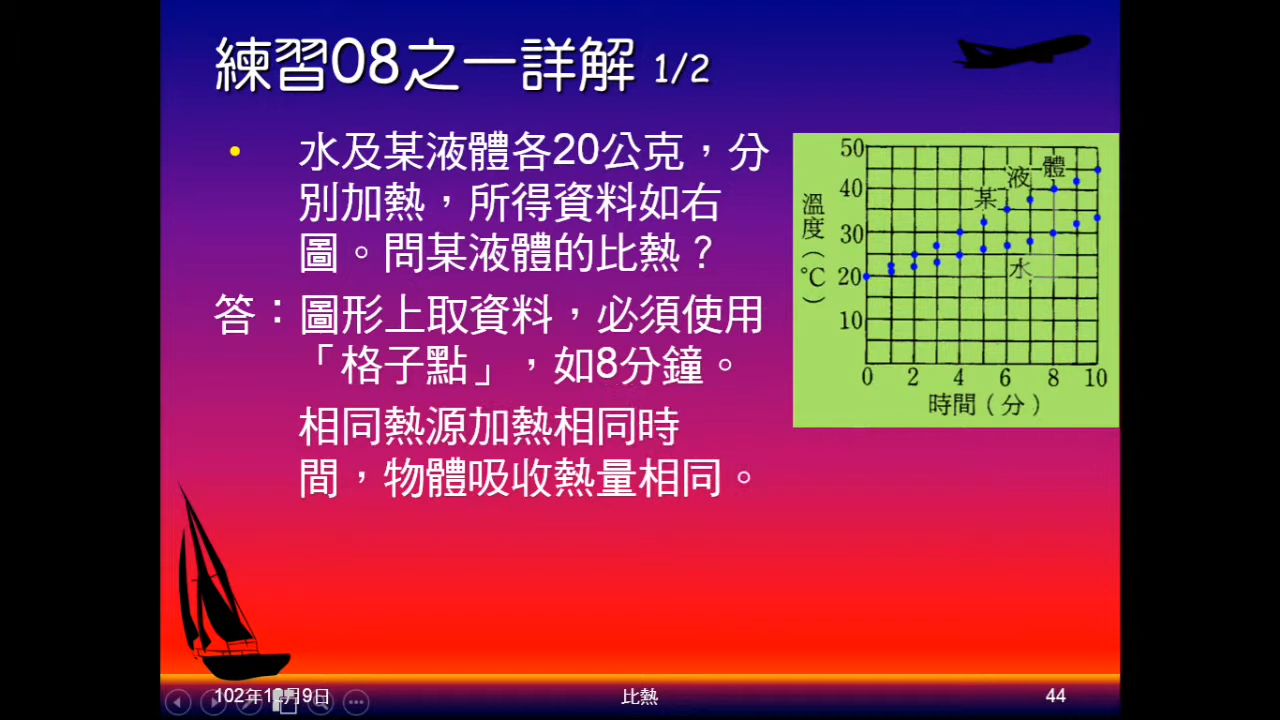 練習08之一詳解 1/2
• 水及某液體各20公克，分
別加熱，所得資料如右
圖。問某液體的比熱？
答：圖形上取資料，必須使用
「格子點」，如8分鐘。
相同熱源加熱相同時
間，物體吸收熱量相同。
溫度(℃)
50
40
30
20
10
某液體
水
0 2 4 6 8 10
時間(分)
102年12月9日
比熱
44